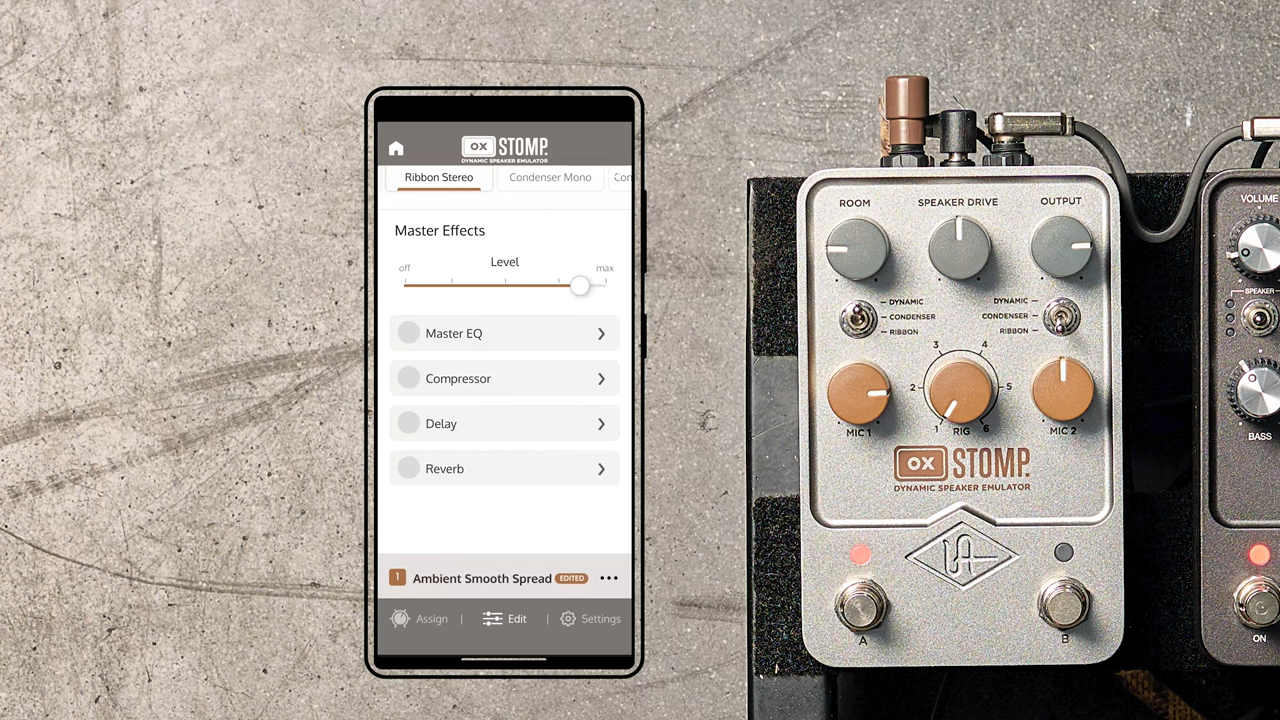 OX STOMP.
DYNAMIC SPEAKER EMULATOR
Ribbon Stereo
Condenser Mono
Con
Master Effects
Level
off
max
Master EQ
Compressor
Delay
Reverb
1 Ambient Smooth Spread EDITED
Assign | Edit | Settings
ROOM
SPEAKER DRIVE
OUTPUT
DYNAMIC
CONDENSER
RIBBON
DYNAMIC
CONDENSER
RIBBON
3 4
2 5
1 6
MIC 1
RIG
MIC 2
OX STOMP.
DYNAMIC SPEAKER EMULATOR
UA
A
B
VOLUME
SPEAKER
BASS
ON